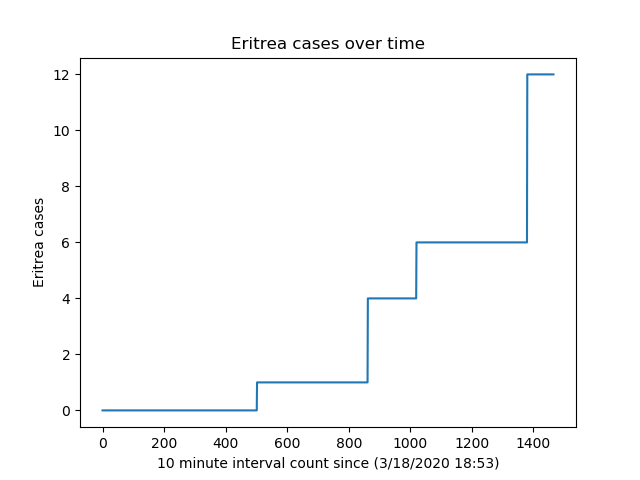 Eritrea cases over time
12
10
8
6
4
2
0
Eritrea cases
0 200 400 600 800 1000 1200 1400
10 minute interval count since (3/18/2020 18:53)